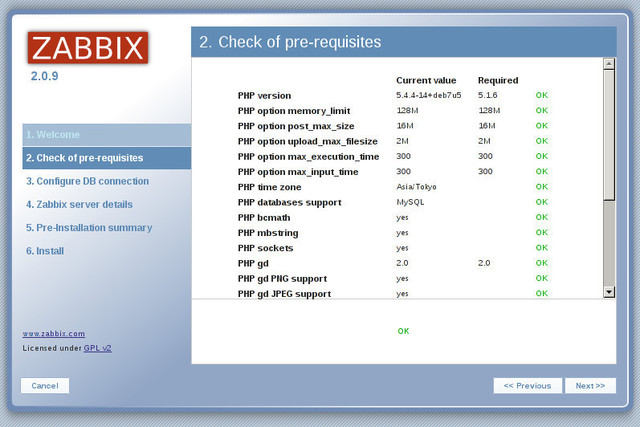 ZABBIX
2.0.9
1. Welcome
2. Check of pre-requisites
3. Configure DB connection
4. Zabbix server details
5. Pre-Installation summary
6. Install
www.zabbix.com
Licensed under GPL v2
Cancel
2. Check of pre-requisites
Current value Required
PHP version 5.4.4-14+deb7u5 5.1.6 OK
PHP option memory_limit 128M 128M OK
PHP option post_max_size 16M 16M OK
PHP option upload_max_filesize 2M 2M OK
PHP option max_execution_time 300 300 OK
PHP option max_input_time 300 300 OK
PHP time zone Asia/Tokyo OK
PHP databases support MySQL OK
PHP bcmath yes OK
PHP mbstring yes OK
PHP sockets yes OK
PHP gd 2.0 2.0 OK
PHP gd PNG support yes OK
PHP gd JPEG support yes OK
OK
<< Previous Next >>